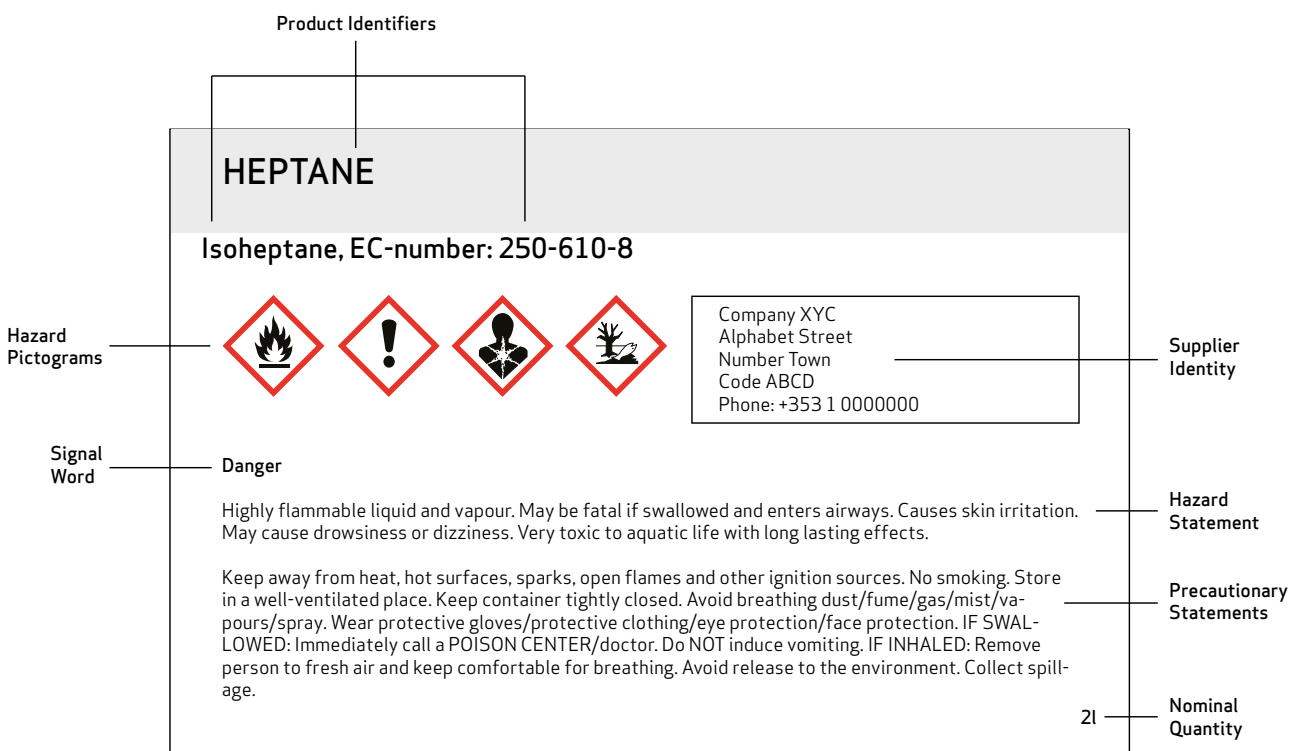 Product Identifiers
HEPTANE
Isoheptane, EC-number: 250-610-8
Hazard
Pictograms
Company XYC
Alphabet Street
Number Town
Code ABCD
Phone: +353 1 0000000
Supplier
Identity
Signal
Word
Danger
Highly flammable liquid and vapour. May be fatal if swallowed and enters airways. Causes skin irritation.
May cause drowsiness or dizziness. Very toxic to aquatic life with long lasting effects.
Hazard
Statement
Keep away from heat, hot surfaces, sparks, open flames and other ignition sources. No smoking. Store
in a well-ventilated place. Keep container tightly closed. Avoid breathing dust/fume/gas/mist/va-
pours/spray. Wear protective gloves/protective clothing/eye protection/face protection. IF SWAL-
LOWED: Immediately call a POISON CENTER/doctor. Do NOT induce vomiting. IF INHALED: Remove
person to fresh air and keep comfortable for breathing. Avoid release to the environment. Collect spill-
age.
Precautionary
Statements
2l
Nominal
Quantity